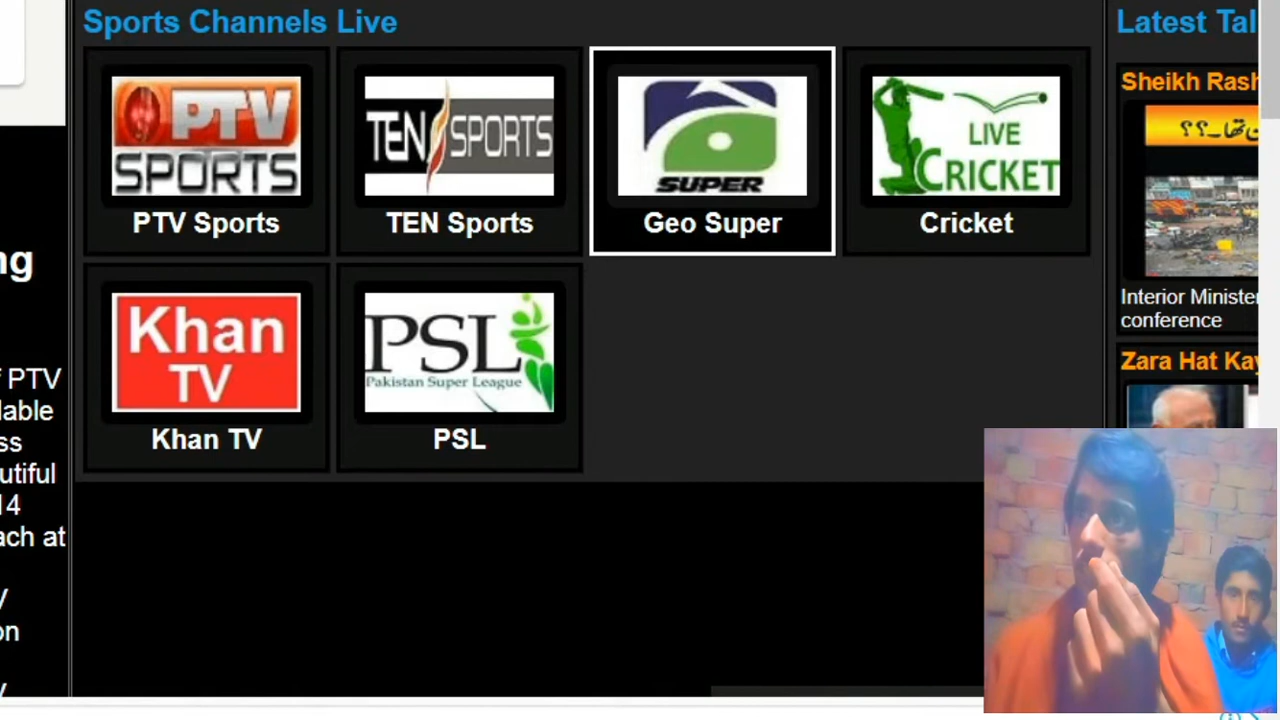 Sports Channels Live
Latest Tal
PTV
SPORTS
PTV Sports
TEN SPORTS
TEN Sports
SUPER
Geo Super
LIVE
CRICKET
Cricket
Khan
TV
Khan TV
PSL
Pakistan Super League
PSL
Sheikh Rash
Interior Minister
conference
Zara Hat Kay
ng
PTV
lable
ss
utiful
14
ach at
on